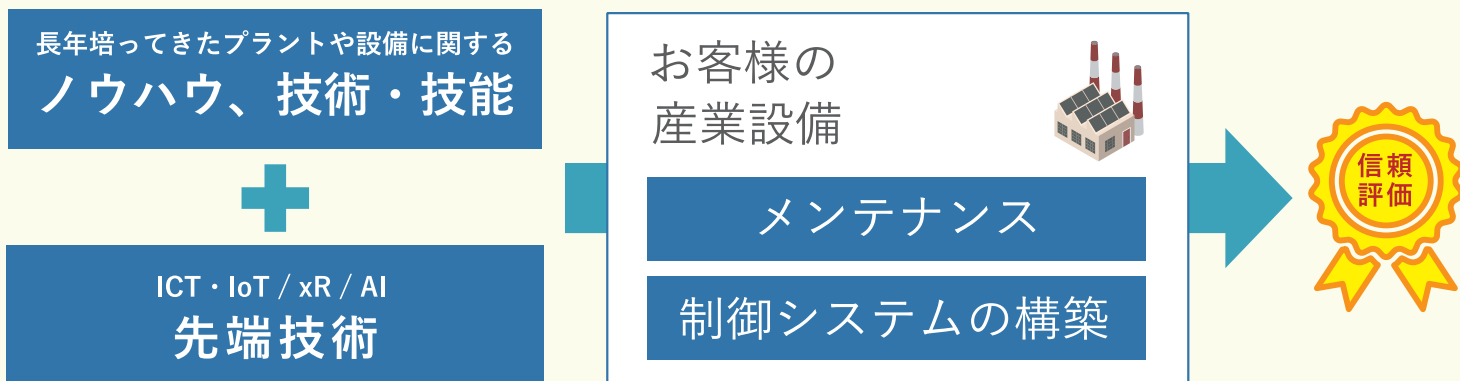 長年培ってきたプラントや設備に関する
ノウハウ、技術・技能
ICT・IoT / xR / AI
先端技術
お客様の
産業設備
メンテナンス
制御システムの構築
信頼
評価